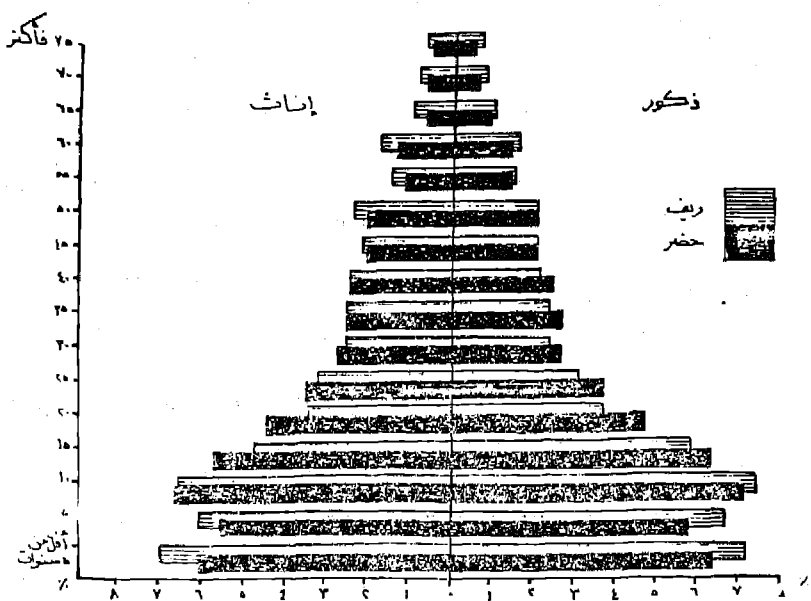 ٧٥ فأكثر
٧٠
٦٥
٦٠
٥٥
٥٠
٤٥
٤٠
٣٥
٣٠
٢٥
٢٠
١٥
١٠
٥
أقل من
٥ سنوات
إناث
ذكور
ريف
حضر
٪ ٨ ٧ ٦ ٥ ٤ ٣ ٢ ١ ٠ ١ ٢ ٣ ٤ ٥ ٦ ٧ ٨ ٪